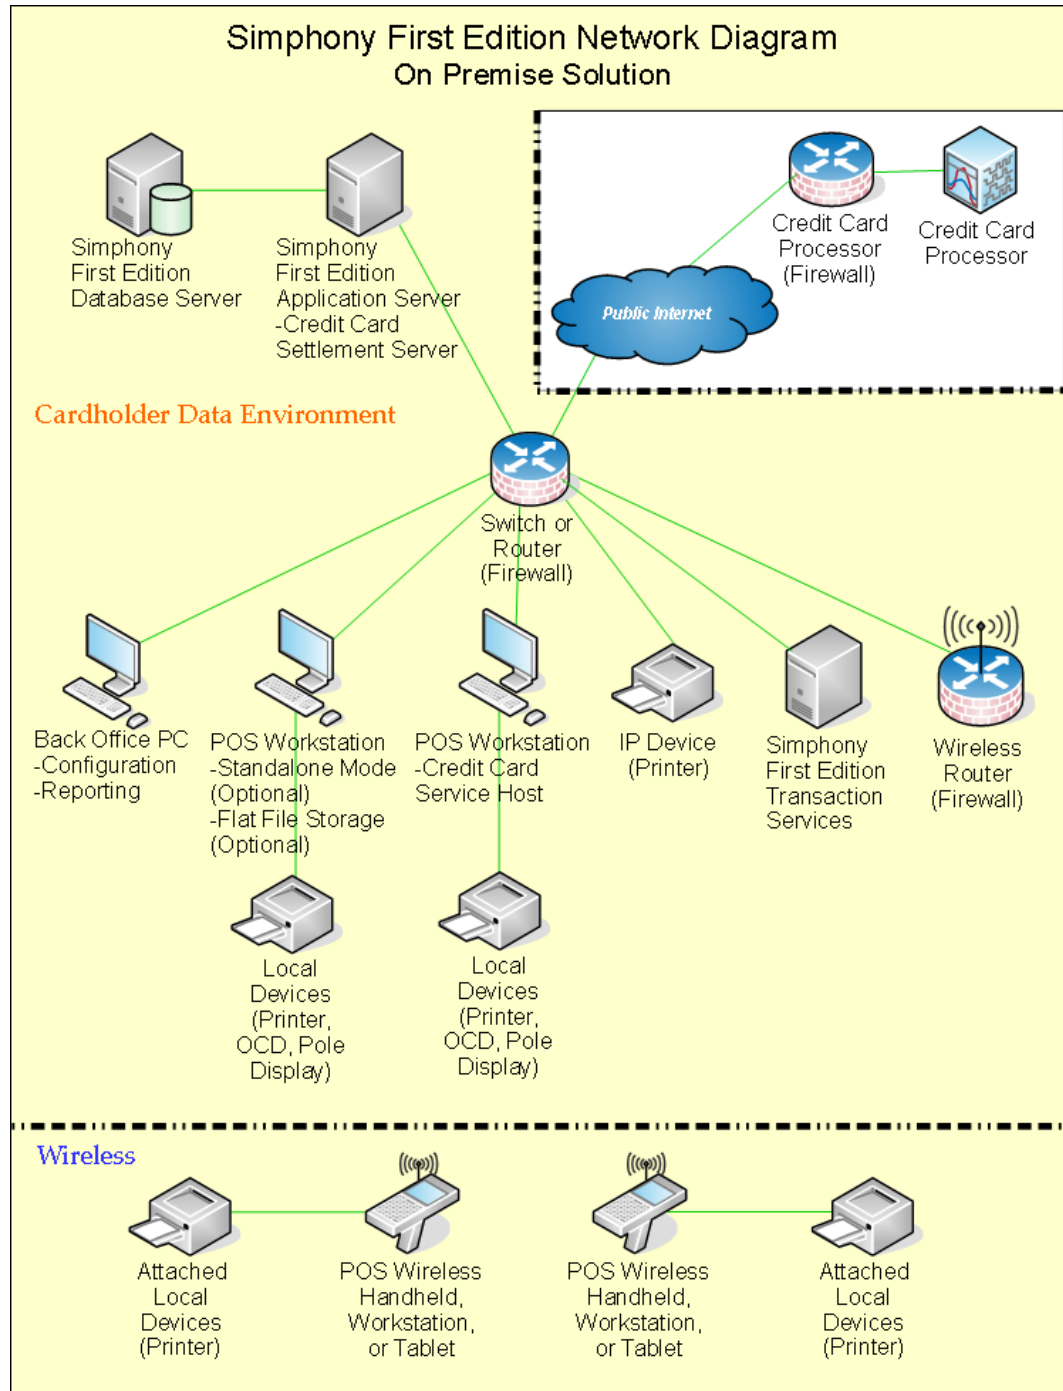 Simphony First Edition Network Diagram
On Premise Solution
Simphony
First Edition
Database Server
Simphony
First Edition
Application Server
-Credit Card
Settlement Server
Credit Card
Processor
(Firewall)
Credit Card
Processor
Public Internet
Cardholder Data Environment
Switch or
Router
(Firewall)
Back Office PC
-Configuration
-Reporting
POS Workstation
-Standalone Mode
(Optional)
-Flat File Storage
(Optional)
POS Workstation
-Credit Card
Service Host
IP Device
(Printer)
Simphony
First Edition
Transaction
Services
Wireless
Router
(Firewall)
Local
Devices
(Printer,
OCD, Pole
Display)
Local
Devices
(Printer,
OCD, Pole
Display)
Wireless
Attached
Local
Devices
(Printer)
POS Wireless
Handheld,
Workstation,
or Tablet
POS Wireless
Handheld,
Workstation,
or Tablet
Attached
Local
Devices
(Printer)